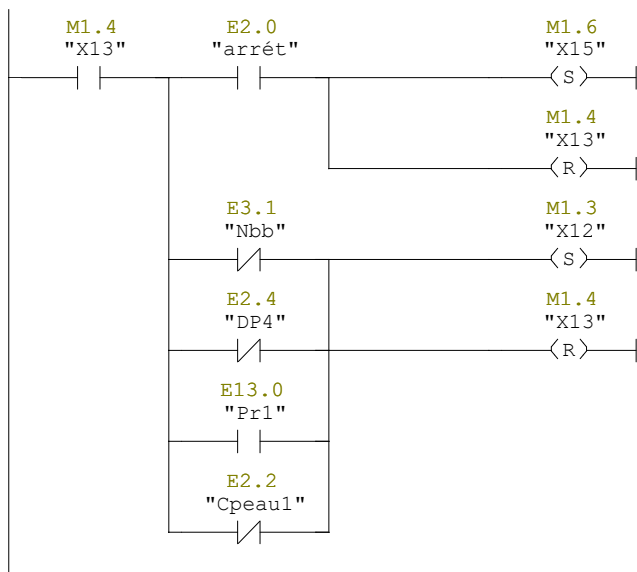 M1.4 E2.0 M1.6
"X13" "arrét" "X15"
S
M1.4
"X13"
R
E3.1 M1.3
"Nbb" "X12"
S
E2.4 M1.4
"DP4" "X13"
R
E13.0
"Pr1"
E2.2
"Cpeau1"